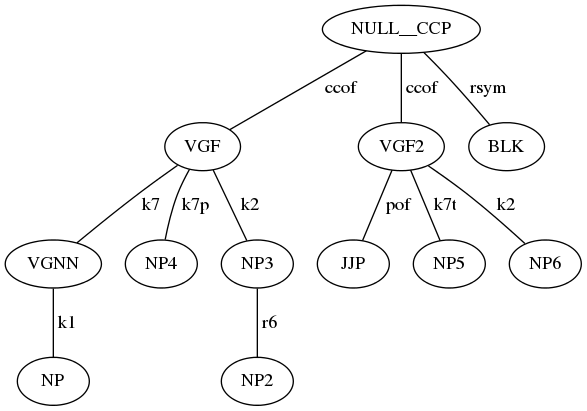 NULL__CCP
ccof ccof rsym
VGF VGF2 BLK
k7 k7p k2 pof k7t k2
VGNN NP4 NP3 JJP NP5 NP6
k1 r6
NP NP2